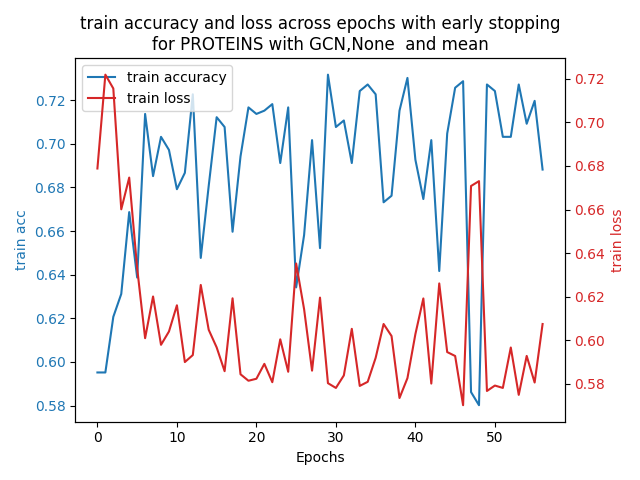 train accuracy and loss across epochs with early stopping
for PROTEINS with GCN,None  and mean
train accuracy
train loss
train acc
0.72
0.70
0.68
0.66
0.64
0.62
0.60
0.58
0.72
0.70
0.68
0.66
0.64
0.62
0.60
0.58
train loss
0 10 20 30 40 50
Epochs